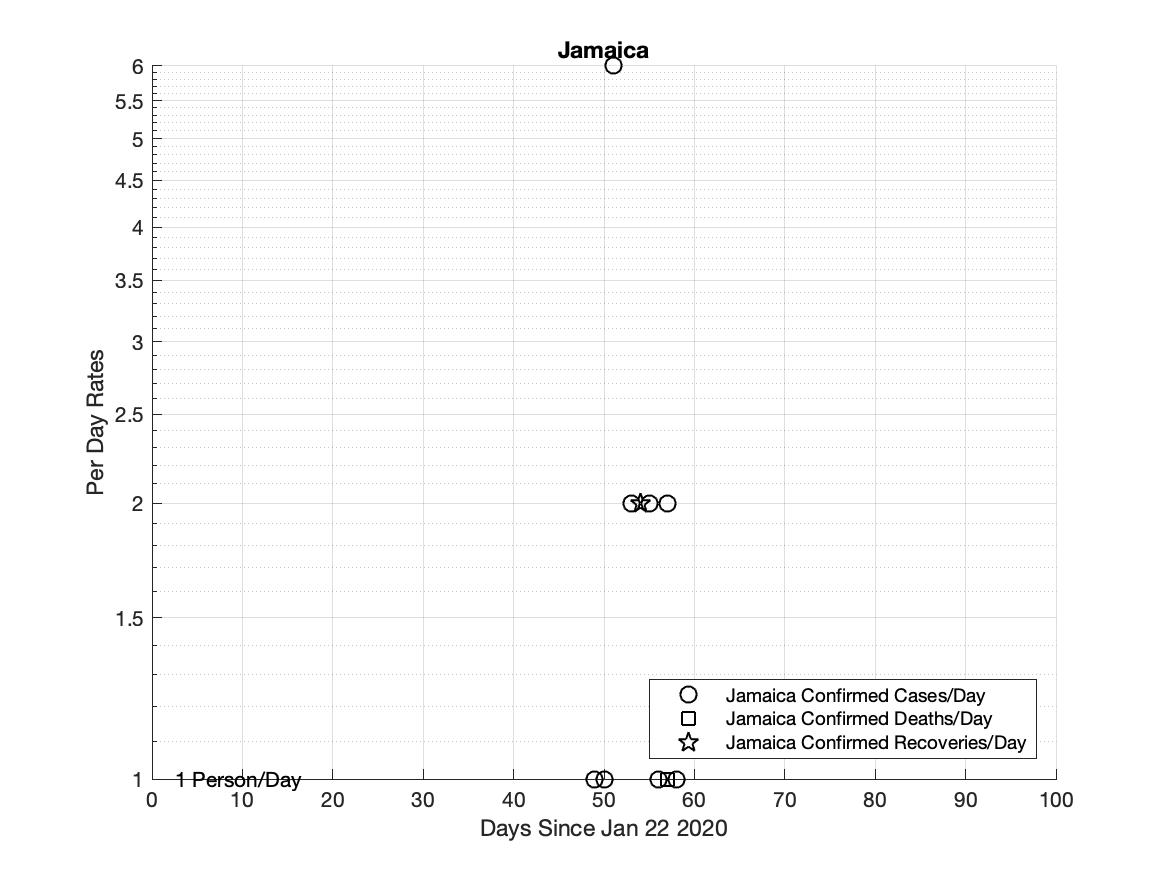 Jamaica
6
5.5
5
4.5
4
3.5
3
2.5
2
1.5
1
Per Day Rates
Jamaica Confirmed Cases/Day
Jamaica Confirmed Deaths/Day
Jamaica Confirmed Recoveries/Day
1 Person/Day
0 10 20 30 40 50 60 70 80 90 100
Days Since Jan 22 2020